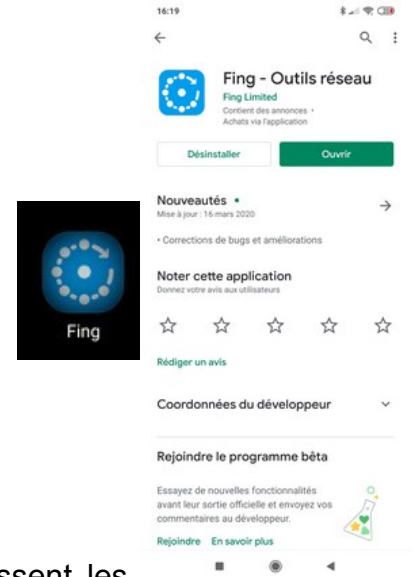 16:19
Fing - Outils réseau
Fing Limited
Contient des annonces •
Achats via l'application
Désinstaller
Ouvrir
Nouveautés •
Mise à jour : 16 mars 2020
• Corrections de bugs et améliorations
Fing
Noter cette application
Donnez votre avis aux utilisateurs
Rédiger un avis
Coordonnées du développeur
Rejoindre le programme bêta
Essayez de nouvelles fonctionnalités
avant leur sortie officielle et envoyez vos
commentaires au développeur.
Rejoindre En savoir plus
ssent les